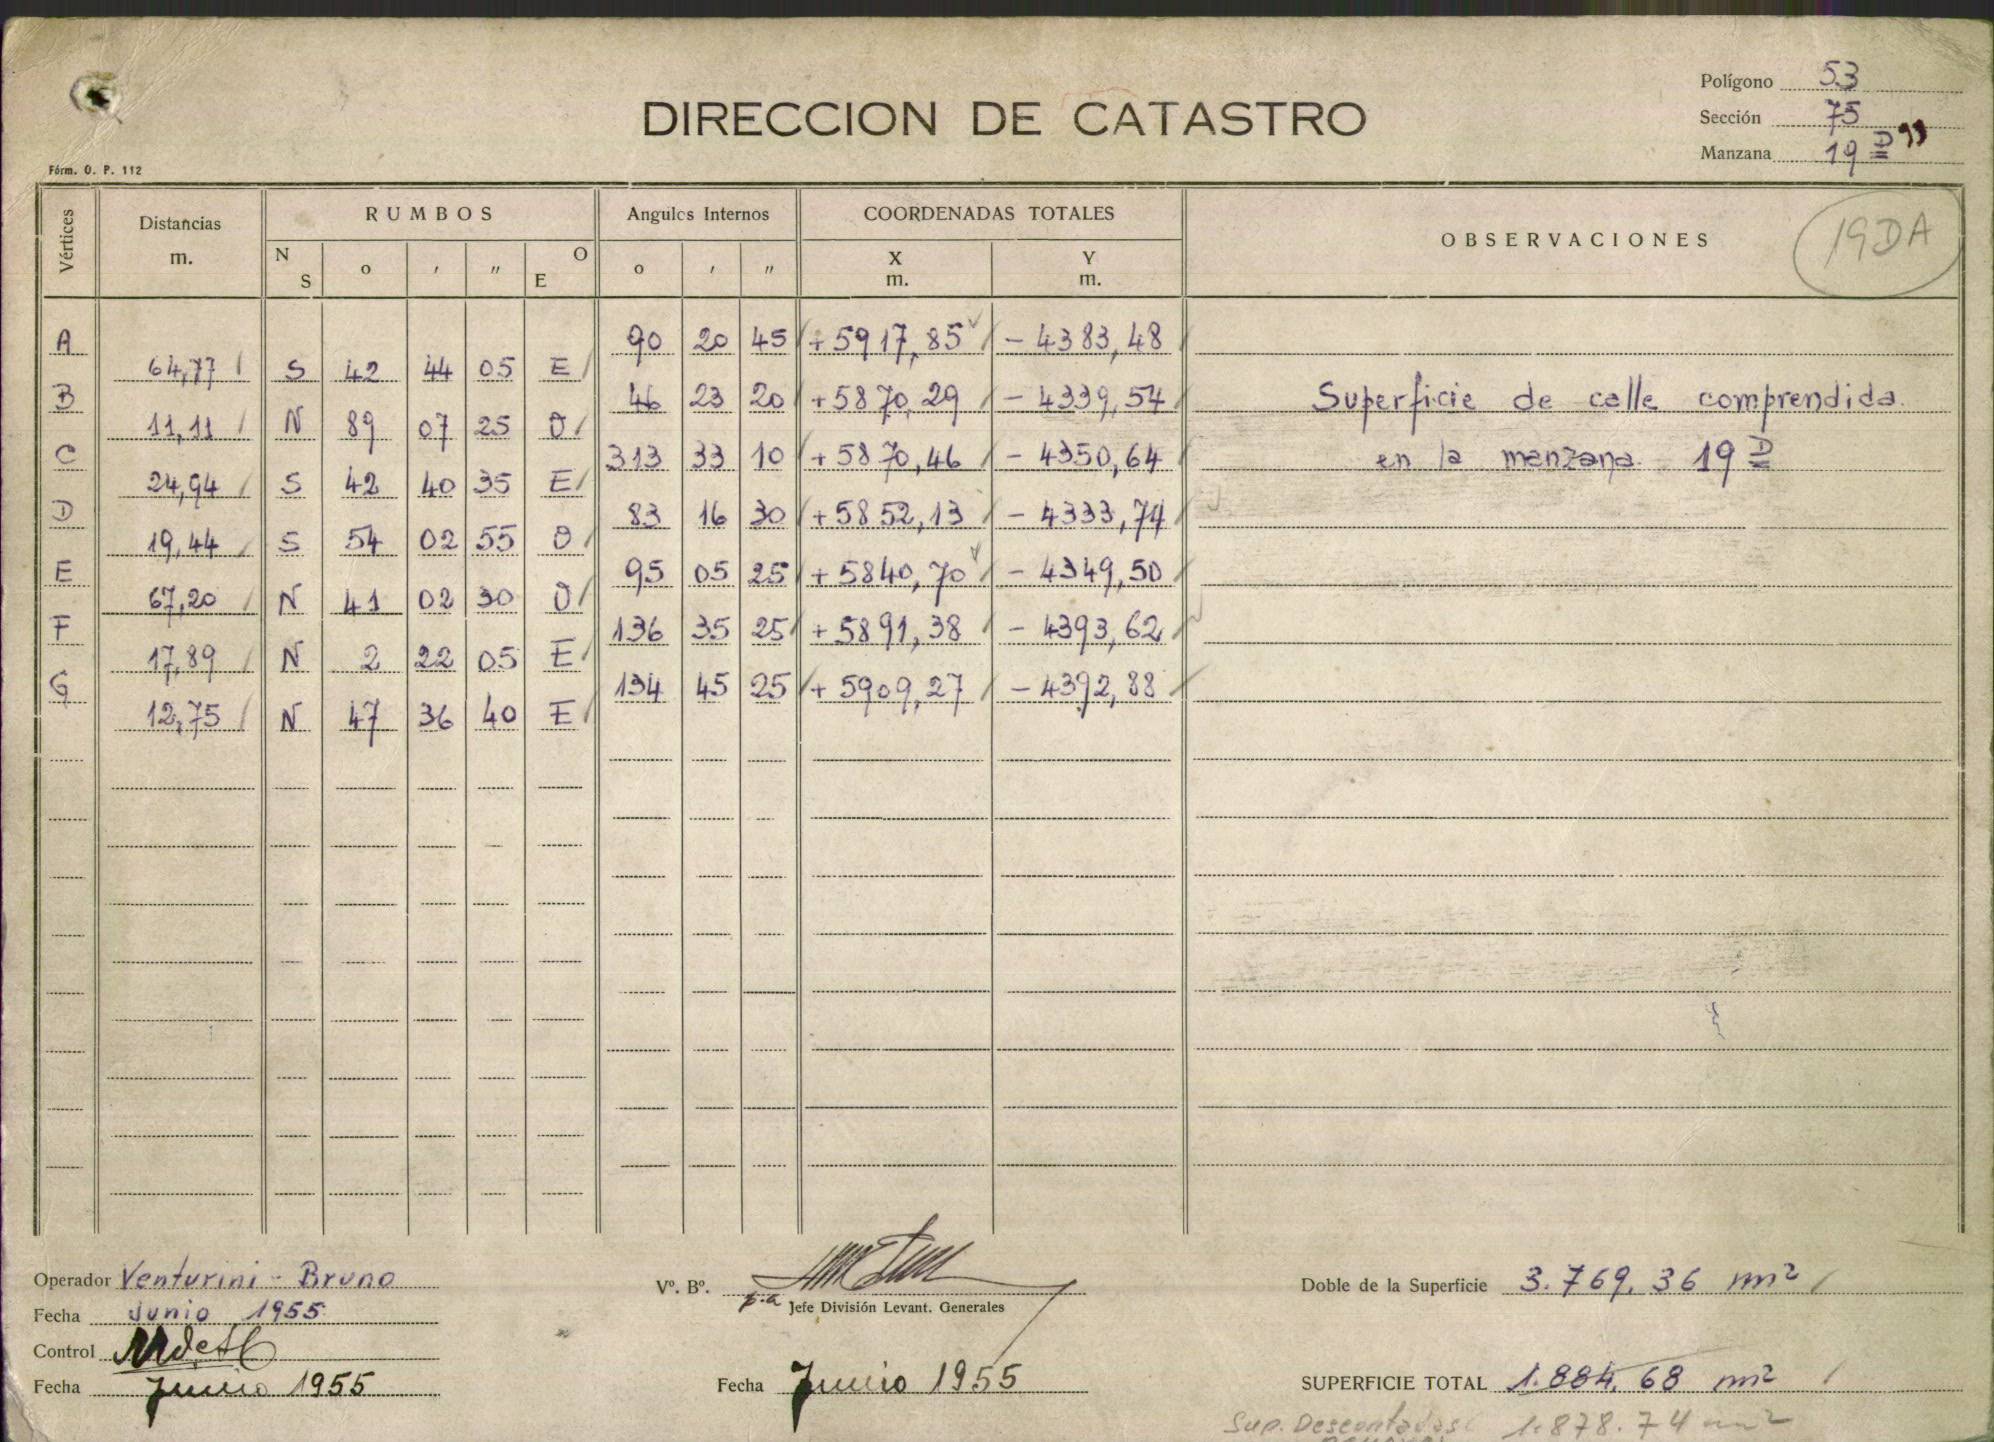 Polígono 53
DIRECCION DE CATASTRO
Sección 75
Manzana 19 D
Fórm. O. P. 112
Vértices Distancias m. RUMBOS N S o ' " O E Angulos Internos o ' " COORDENADAS TOTALES X m. Y m. OBSERVACIONES 19DA
A 90 20 45 + 5917,85 - 4383,48
64,77 S 42 44 05 E
B 46 23 20 + 5870,29 - 4339,54 Superficie de calle comprendida
11,11 N 89 07 25 O
C 313 33 10 + 5870,46 - 4350,64 en la manzana 19 D
24,94 S 42 40 35 E
D 83 16 30 + 5852,13 - 4333,74
19,44 S 54 02 55 O
E 95 05 25 + 5840,70 - 4349,50
67,20 N 41 02 30 O
F 136 35 25 + 5891,38 - 4393,62
17,89 N 2 22 05 E
G 134 45 25 + 5909,27 - 4392,88
12,75 N 47 36 40 E
Operador Venturini - Bruno
Fecha Junio 1955
Control
Fecha Junio 1955
Vº. Bº.
p.a Jefe División Levant. Generales
Fecha Junio 1955
Doble de la Superficie 3.769,36 m²
SUPERFICIE TOTAL 1.884,68 m²
Sup. Descontadas 1.878.74 m²